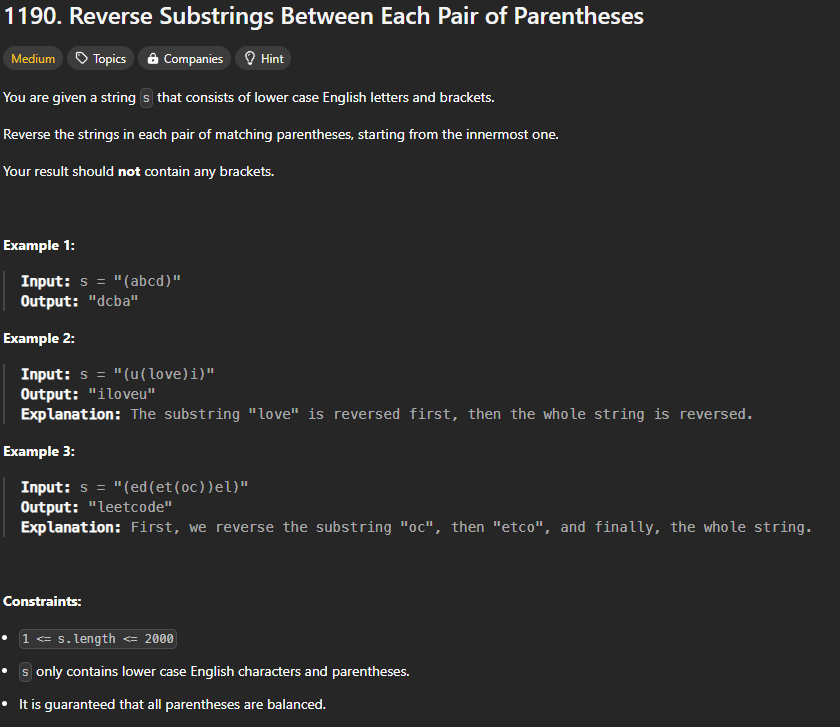 1190. Reverse Substrings Between Each Pair of Parentheses
Medium Topics Companies Hint
You are given a string s that consists of lower case English letters and brackets.
Reverse the strings in each pair of matching parentheses, starting from the innermost one.
Your result should not contain any brackets.
Example 1:
Input: s = "(abcd)"
Output: "dcba"
Example 2:
Input: s = "(u(love)i)"
Output: "iloveu"
Explanation: The substring "love" is reversed first, then the whole string is reversed.
Example 3:
Input: s = "(ed(et(oc))el)"
Output: "leetcode"
Explanation: First, we reverse the substring "oc", then "etco", and finally, the whole string.
Constraints:
• 1 <= s.length <= 2000
• s only contains lower case English characters and parentheses.
• It is guaranteed that all parentheses are balanced.